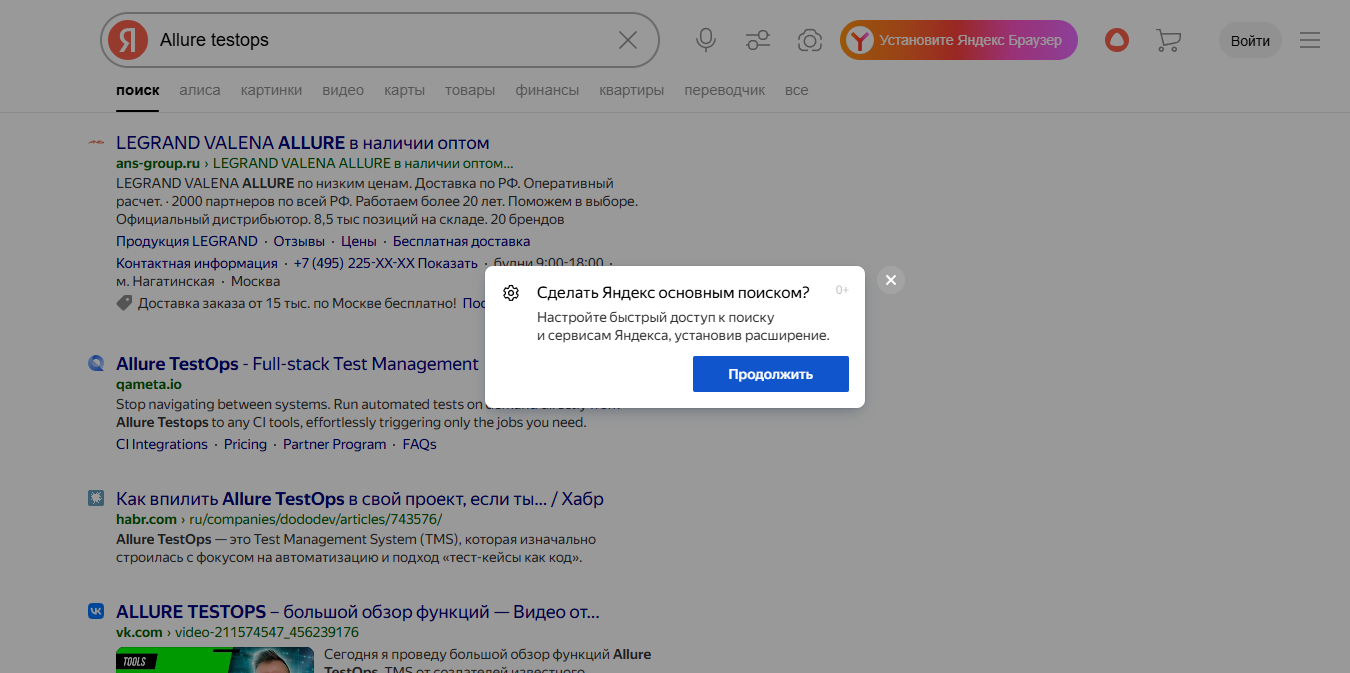 Я Allure testops
Установите Яндекс Браузер
Войти
поиск алиса картинки видео карты товары финансы квартиры переводчик все
LEGRAND VALENA ALLURE в наличии оптом
ans-group.ru › LEGRAND VALENA ALLURE в наличии оптом...
LEGRAND VALENA ALLURE по низким ценам. Доставка по РФ. Оперативный
расчет. · 2000 партнеров по всей РФ. Работаем более 20 лет. Поможем в выборе.
Официальный дистрибьютор. 8,5 тыс позиций на складе. 20 брендов
Продукция LEGRAND · Отзывы · Цены · Бесплатная доставка
Контактная информация · +7 (495) 225-XX-XX Показать · будни 9:00-18:00 ·
м. Нагатинская · Москва
Доставка заказа от 15 тыс. по Москве бесплатно!
Сделать Яндекс основным поиском? 0+
Настройте быстрый доступ к поиску
и сервисам Яндекса, установив расширение.
Продолжить
Allure TestOps - Full-stack Test Management
qameta.io
Stop navigating between systems. Run automated tests on demand directly from
Allure Testops to any CI tools, effortlessly triggering only the jobs you need.
CI Integrations · Pricing · Partner Program · FAQs
Как впилить Allure TestOps в свой проект, если ты... / Хабр
habr.com › ru/companies/dododev/articles/743576/
Allure TestOps — это Test Management System (TMS), которая изначально
строилась с фокусом на автоматизацию и подход «тест-кейсы как код».
ALLURE TESTOPS – большой обзор функций — Видео от...
vk.com › video-211574547_456239176
TOOLS
Сегодня я проведу большой обзор функций Allure
TestOps. TMS от создателей известного